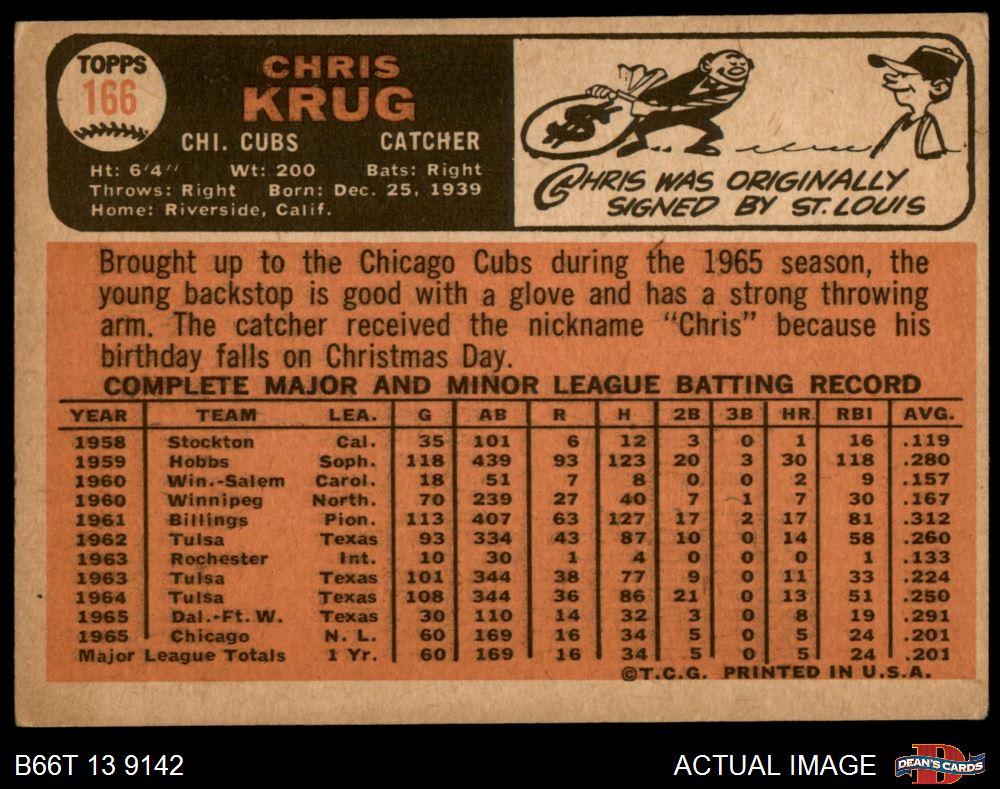 TOPPS
166
CHRIS
KRUG
CHI. CUBS CATCHER
Ht: 6'4" Wt: 200 Bats: Right
Throws: Right Born: Dec. 25, 1939
Home: Riverside, Calif.
$
CHRIS WAS ORIGINALLY
SIGNED BY ST. LOUIS
Brought up to the Chicago Cubs during the 1965 season, the
young backstop is good with a glove and has a strong throwing
arm. The catcher received the nickname "Chris" because his
birthday falls on Christmas Day.
COMPLETE MAJOR AND MINOR LEAGUE BATTING RECORD
YEAR TEAM LEA. G AB R H 2B 3B HR RBI AVG.
1958 Stockton Cal. 35 101 6 12 3 0 1 16 .119
1959 Hobbs Soph. 118 439 93 123 20 3 30 118 .280
1960 Win.-Salem Carol. 18 51 7 8 0 0 2 9 .157
1960 Winnipeg North. 70 239 27 40 7 1 7 30 .167
1961 Billings Pion. 113 407 63 127 17 2 17 81 .312
1962 Tulsa Texas 93 334 43 87 10 0 14 58 .260
1963 Rochester Int. 10 30 1 4 0 0 0 1 .133
1963 Tulsa Texas 101 344 38 77 9 0 11 33 .224
1964 Tulsa Texas 108 344 36 86 21 0 13 51 .250
1965 Dal.-Ft. W. Texas 30 110 14 32 3 0 8 19 .291
1965 Chicago N. L. 60 169 16 34 5 0 5 24 .201
Major League Totals 1 Yr. 60 169 16 34 5 0 5 24 .201
©T.C.G. PRINTED IN U.S.A.
B66T 13 9142 ACTUAL IMAGE
D
DEAN'S CARDS